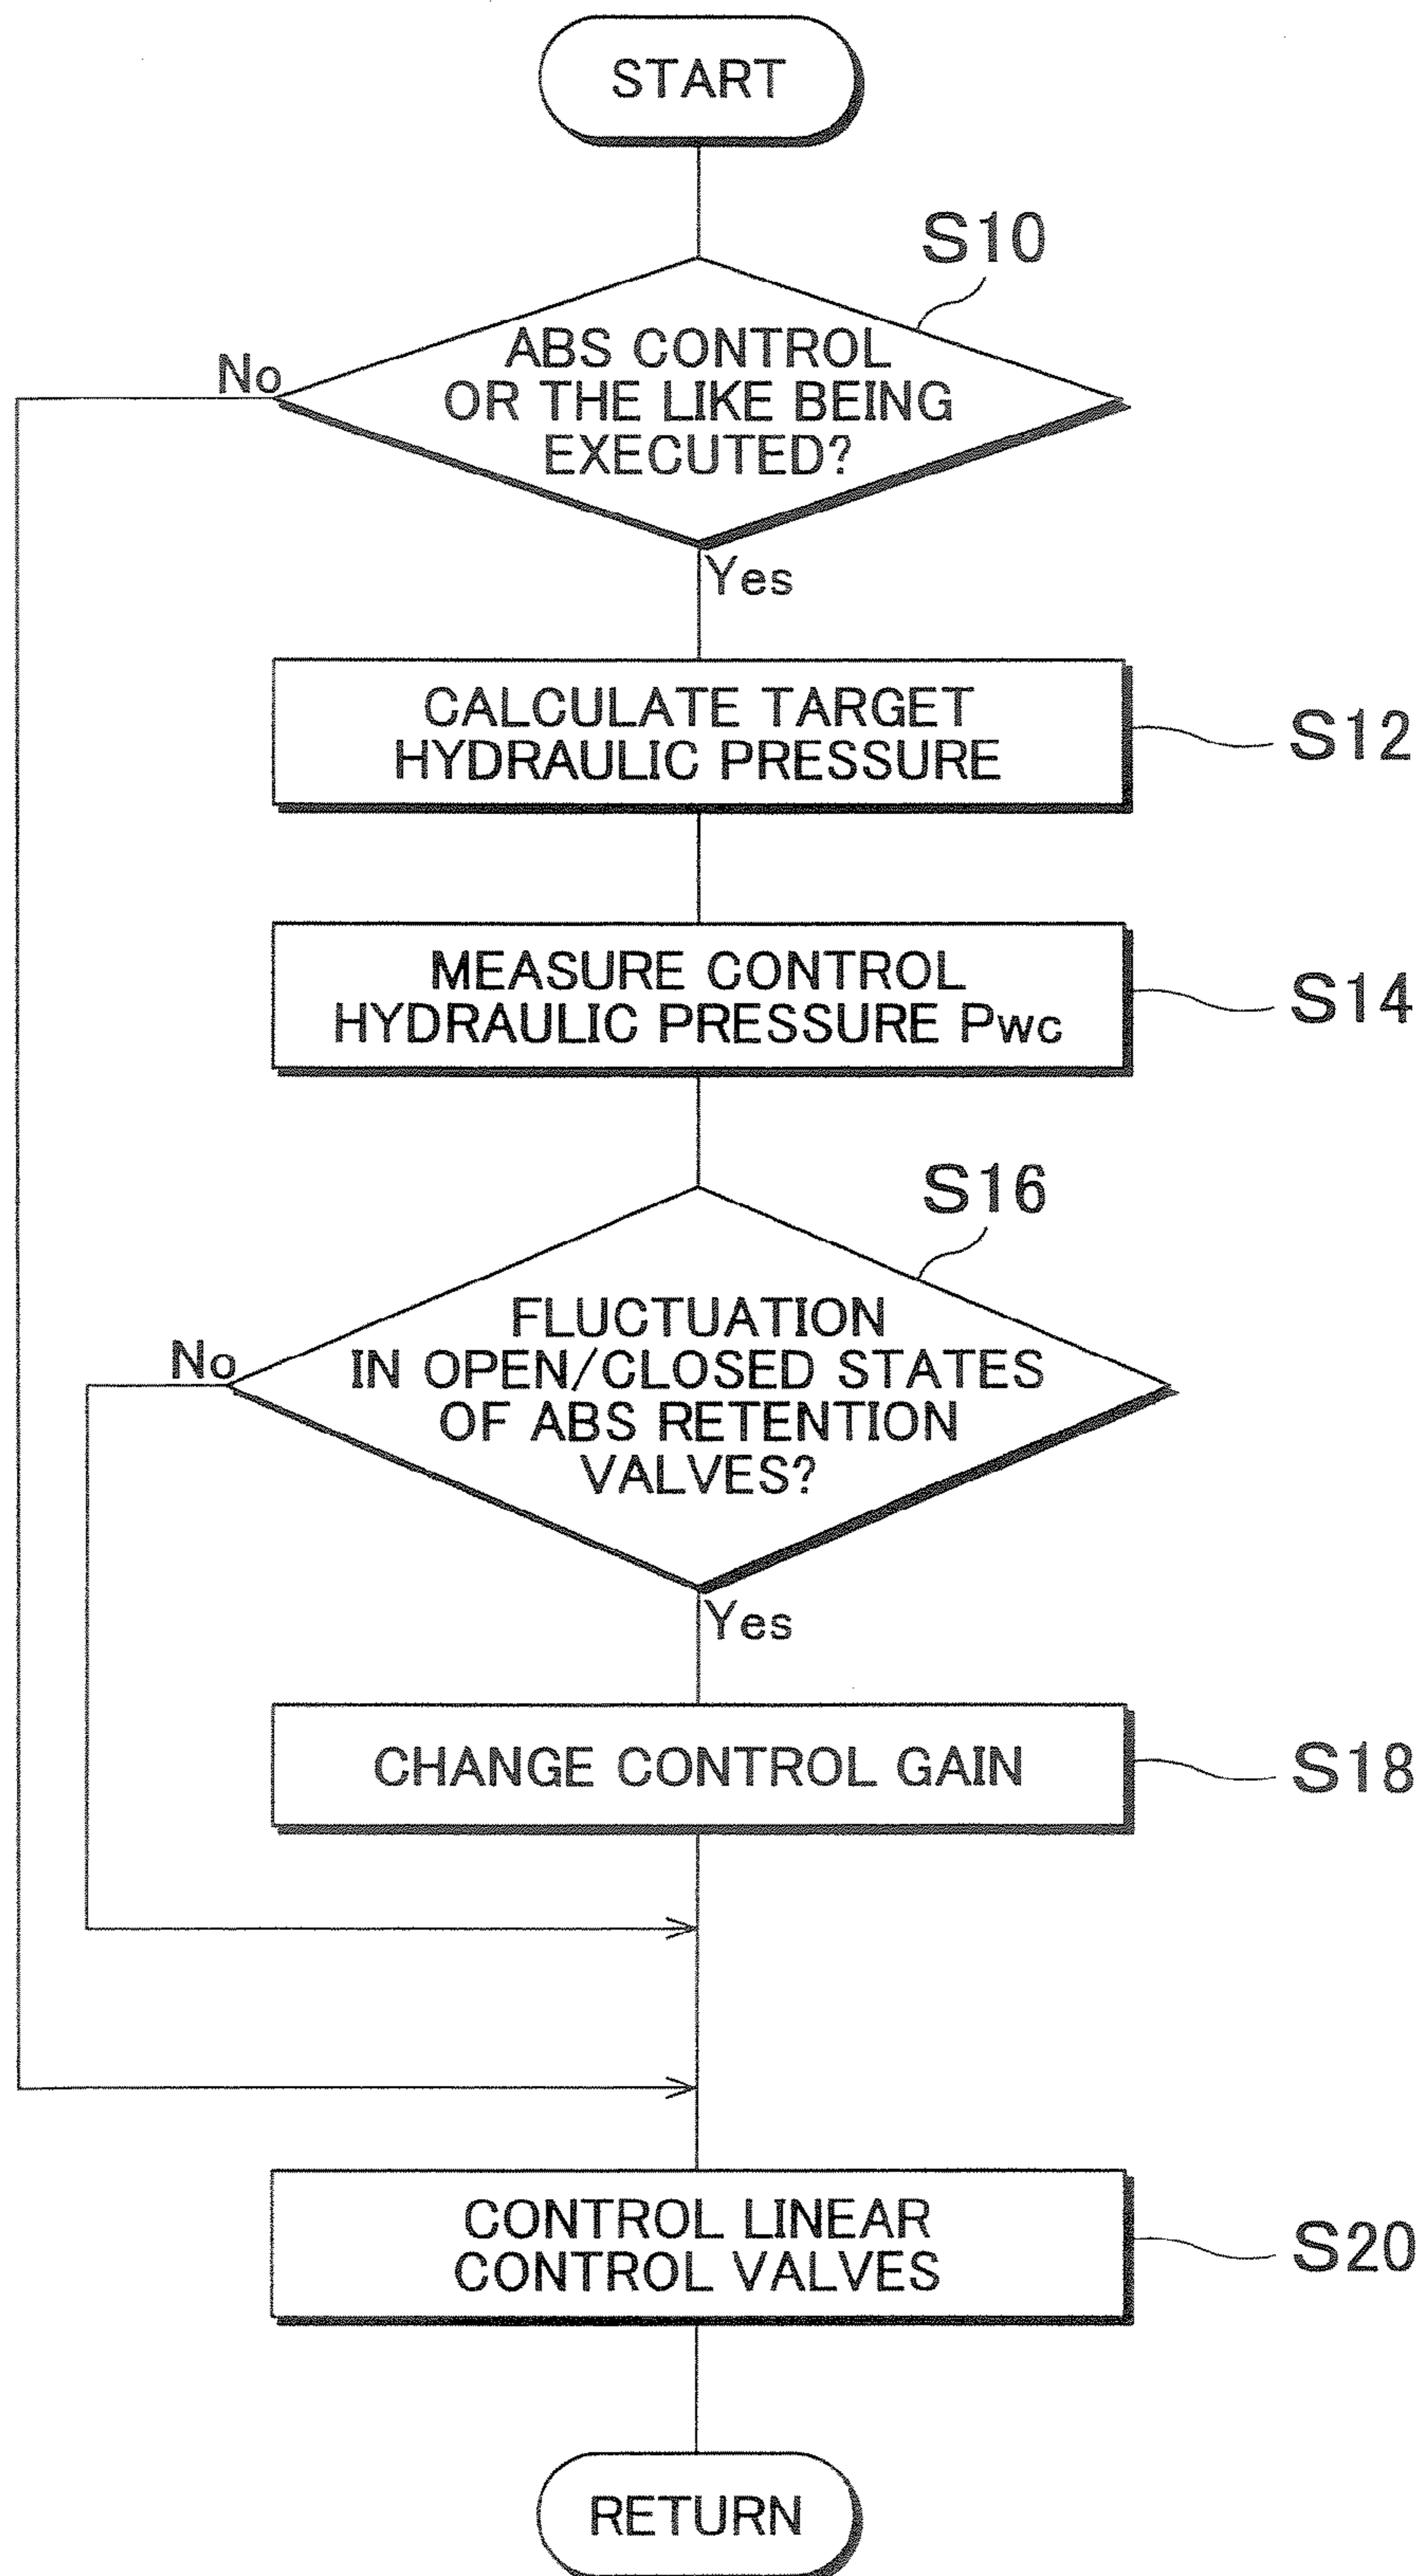 START
S10
ABS CONTROL
OR THE LIKE BEING
EXECUTED?
No
Yes
CALCULATE TARGET
HYDRAULIC PRESSURE
S12
MEASURE CONTROL
HYDRAULIC PRESSURE Pwc
S14
S16
FLUCTUATION
IN OPEN/CLOSED STATES
OF ABS RETENTION
VALVES?
No
Yes
CHANGE CONTROL GAIN
S18
CONTROL LINEAR
CONTROL VALVES
S20
RETURN